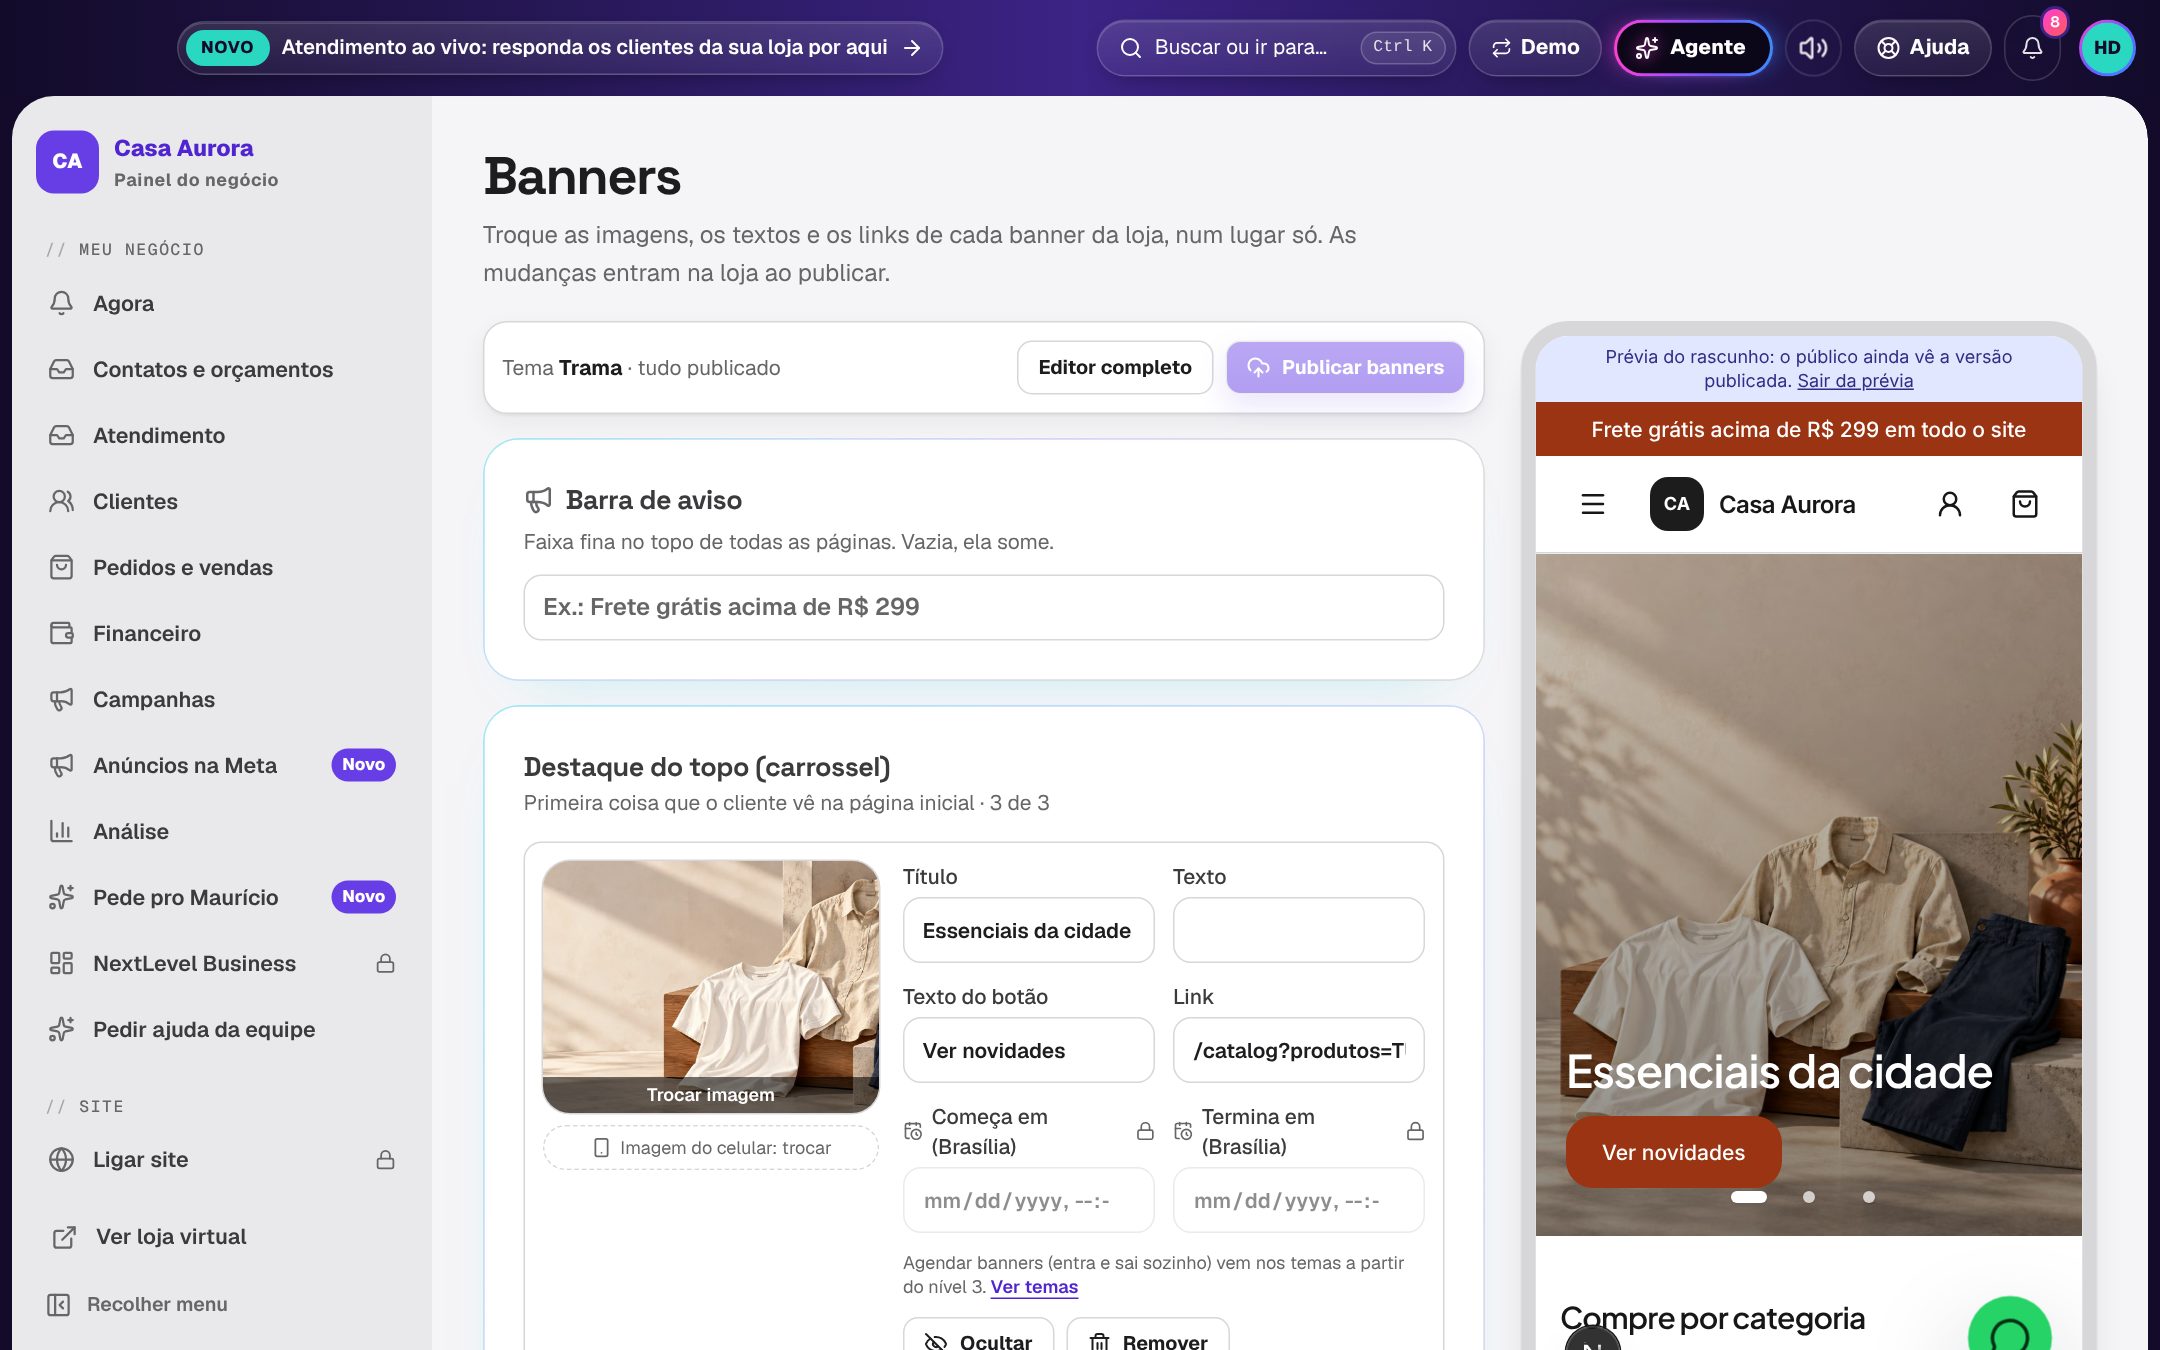 NOVO Atendimento ao vivo: responda os clientes da sua loja por aqui →
Buscar ou ir para... Ctrl K
Demo
Agente
Ajuda
8
HD
CA
Casa Aurora
Painel do negócio
// MEU NEGÓCIO
Agora
Contatos e orçamentos
Atendimento
Clientes
Pedidos e vendas
Financeiro
Campanhas
Anúncios na Meta Novo
Análise
Pede pro Maurício Novo
NextLevel Business
Pedir ajuda da equipe
// SITE
Ligar site
Ver loja virtual
Recolher menu
Banners
Troque as imagens, os textos e os links de cada banner da loja, num lugar só. As
mudanças entram na loja ao publicar.
Tema Trama · tudo publicado
Editor completo
Publicar banners
Barra de aviso
Faixa fina no topo de todas as páginas. Vazia, ela some.
Ex.: Frete grátis acima de R$ 299
Destaque do topo (carrossel)
Primeira coisa que o cliente vê na página inicial · 3 de 3
Trocar imagem
Imagem do celular: trocar
Título
Texto
Essenciais da cidade
Texto do botão
Link
Ver novidades
/catalog?produtos=T
Começa em
(Brasília)
Termina em
(Brasília)
mm/dd/yyyy, --:-
mm/dd/yyyy, --:-
Agendar banners (entra e sai sozinho) vem nos temas a partir
do nível 3. Ver temas
Ocultar
Remover
Prévia do rascunho: o público ainda vê a versão
publicada. Sair da prévia
Frete grátis acima de R$ 299 em todo o site
CA
Casa Aurora
Essenciais da cidade
Ver novidades
Compre por categoria